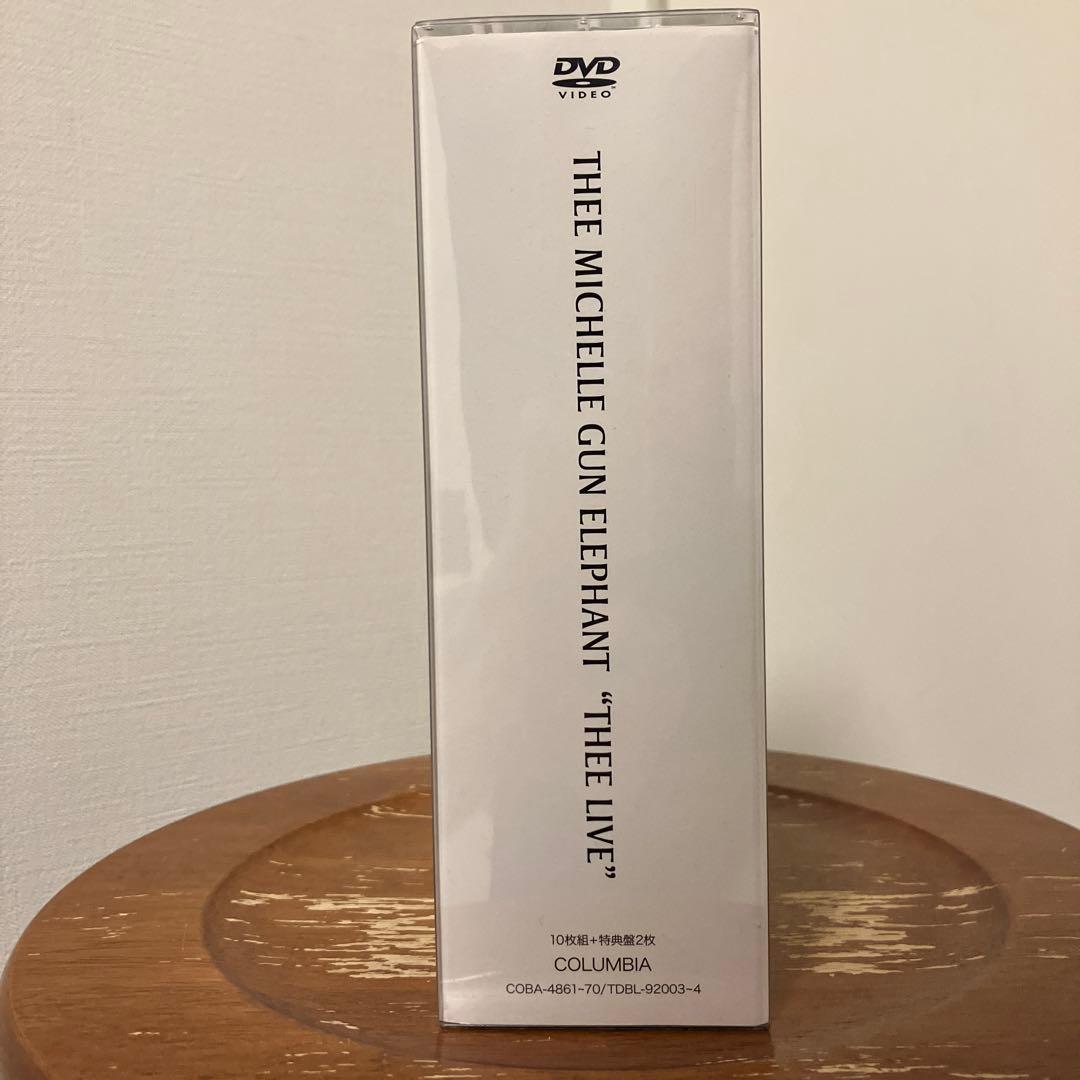 DVD
VIDEO
THEE MICHELLE GUN ELEPHANT “THEE LIVE”
10枚組+特典盤2枚
COLUMBIA
COBA-4861~70/TDBL-92003~4